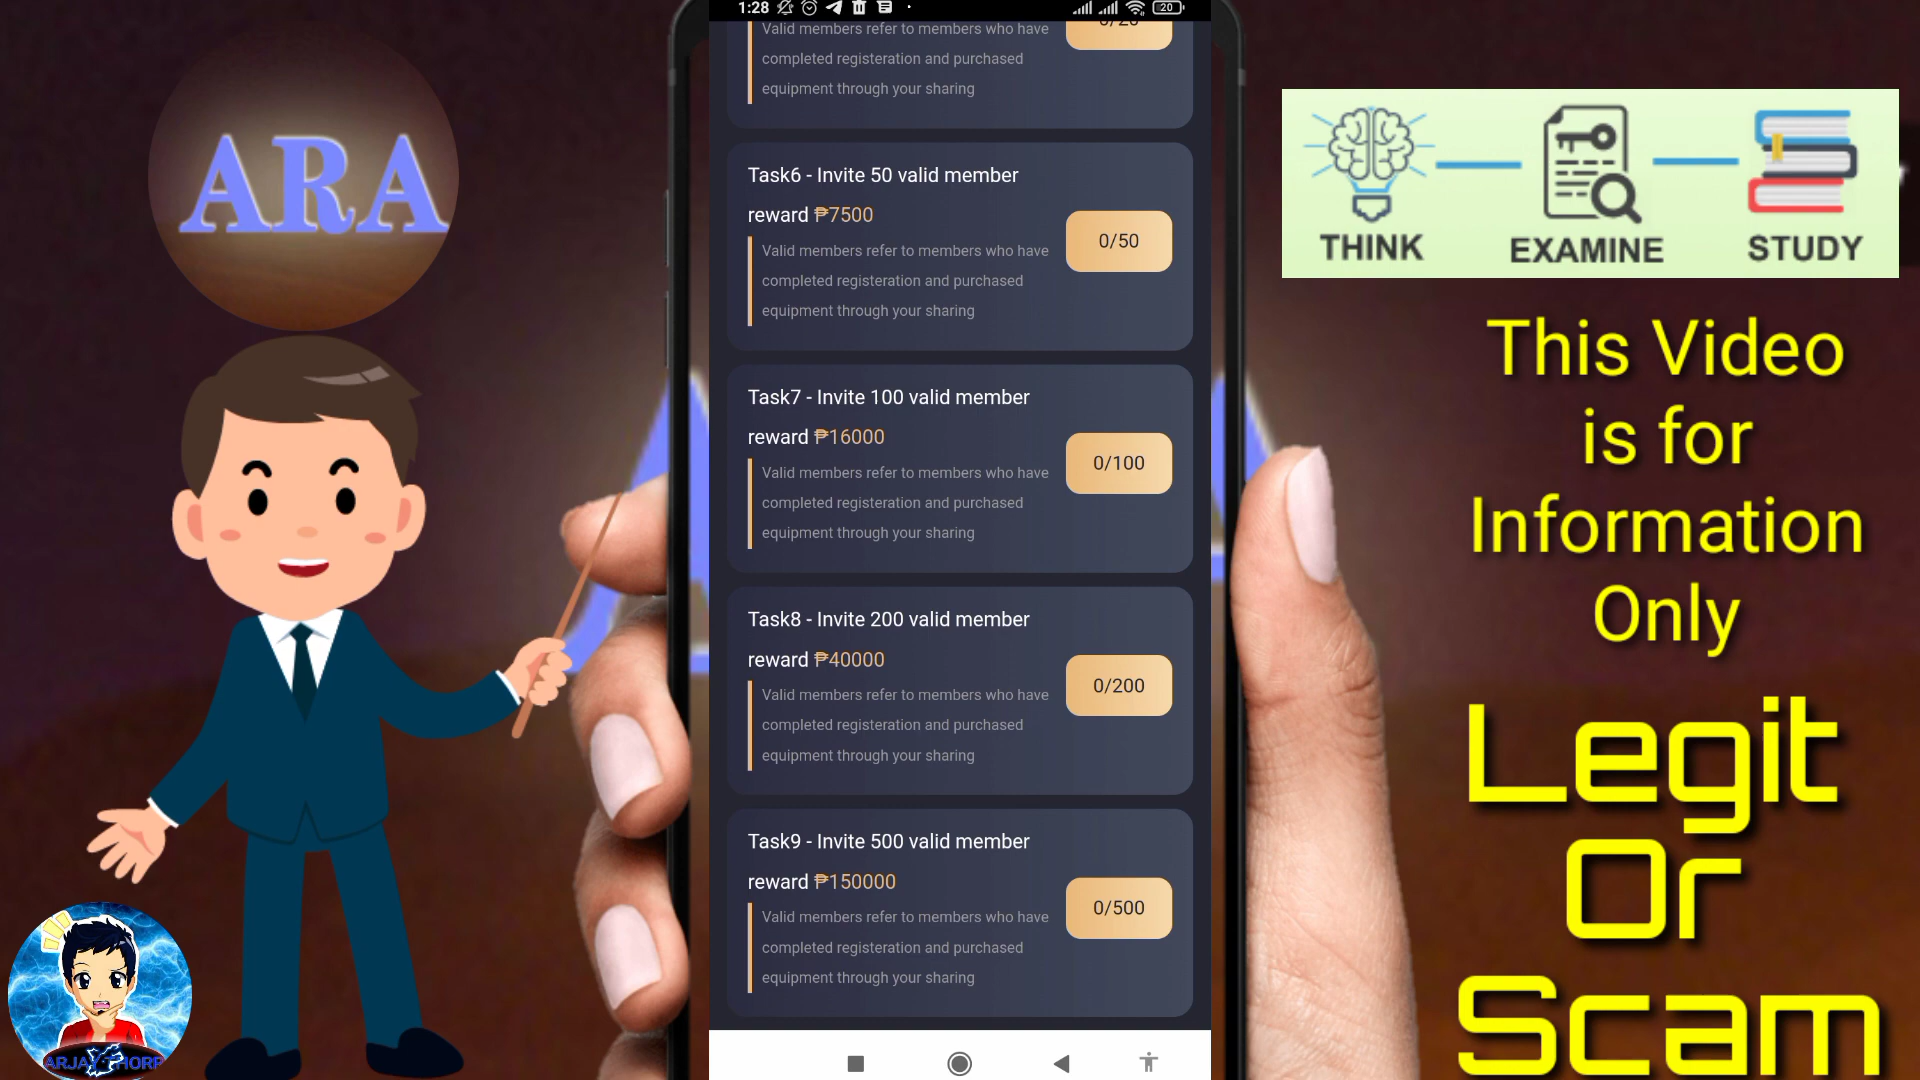 ARA
1:28
20
Valid members refer to members who have
completed registeration and purchased
equipment through your sharing
Task6 - Invite 50 valid member
reward ₱7500
0/50
Valid members refer to members who have
completed registeration and purchased
equipment through your sharing
Task7 - Invite 100 valid member
reward ₱16000
0/100
Valid members refer to members who have
completed registeration and purchased
equipment through your sharing
Task8 - Invite 200 valid member
reward ₱40000
0/200
Valid members refer to members who have
completed registeration and purchased
equipment through your sharing
Task9 - Invite 500 valid member
reward ₱150000
0/500
Valid members refer to members who have
completed registeration and purchased
equipment through your sharing
THINK
EXAMINE
STUDY
This Video
is for
Information
Only
Legit
Or
Scam
ARJAY THORP